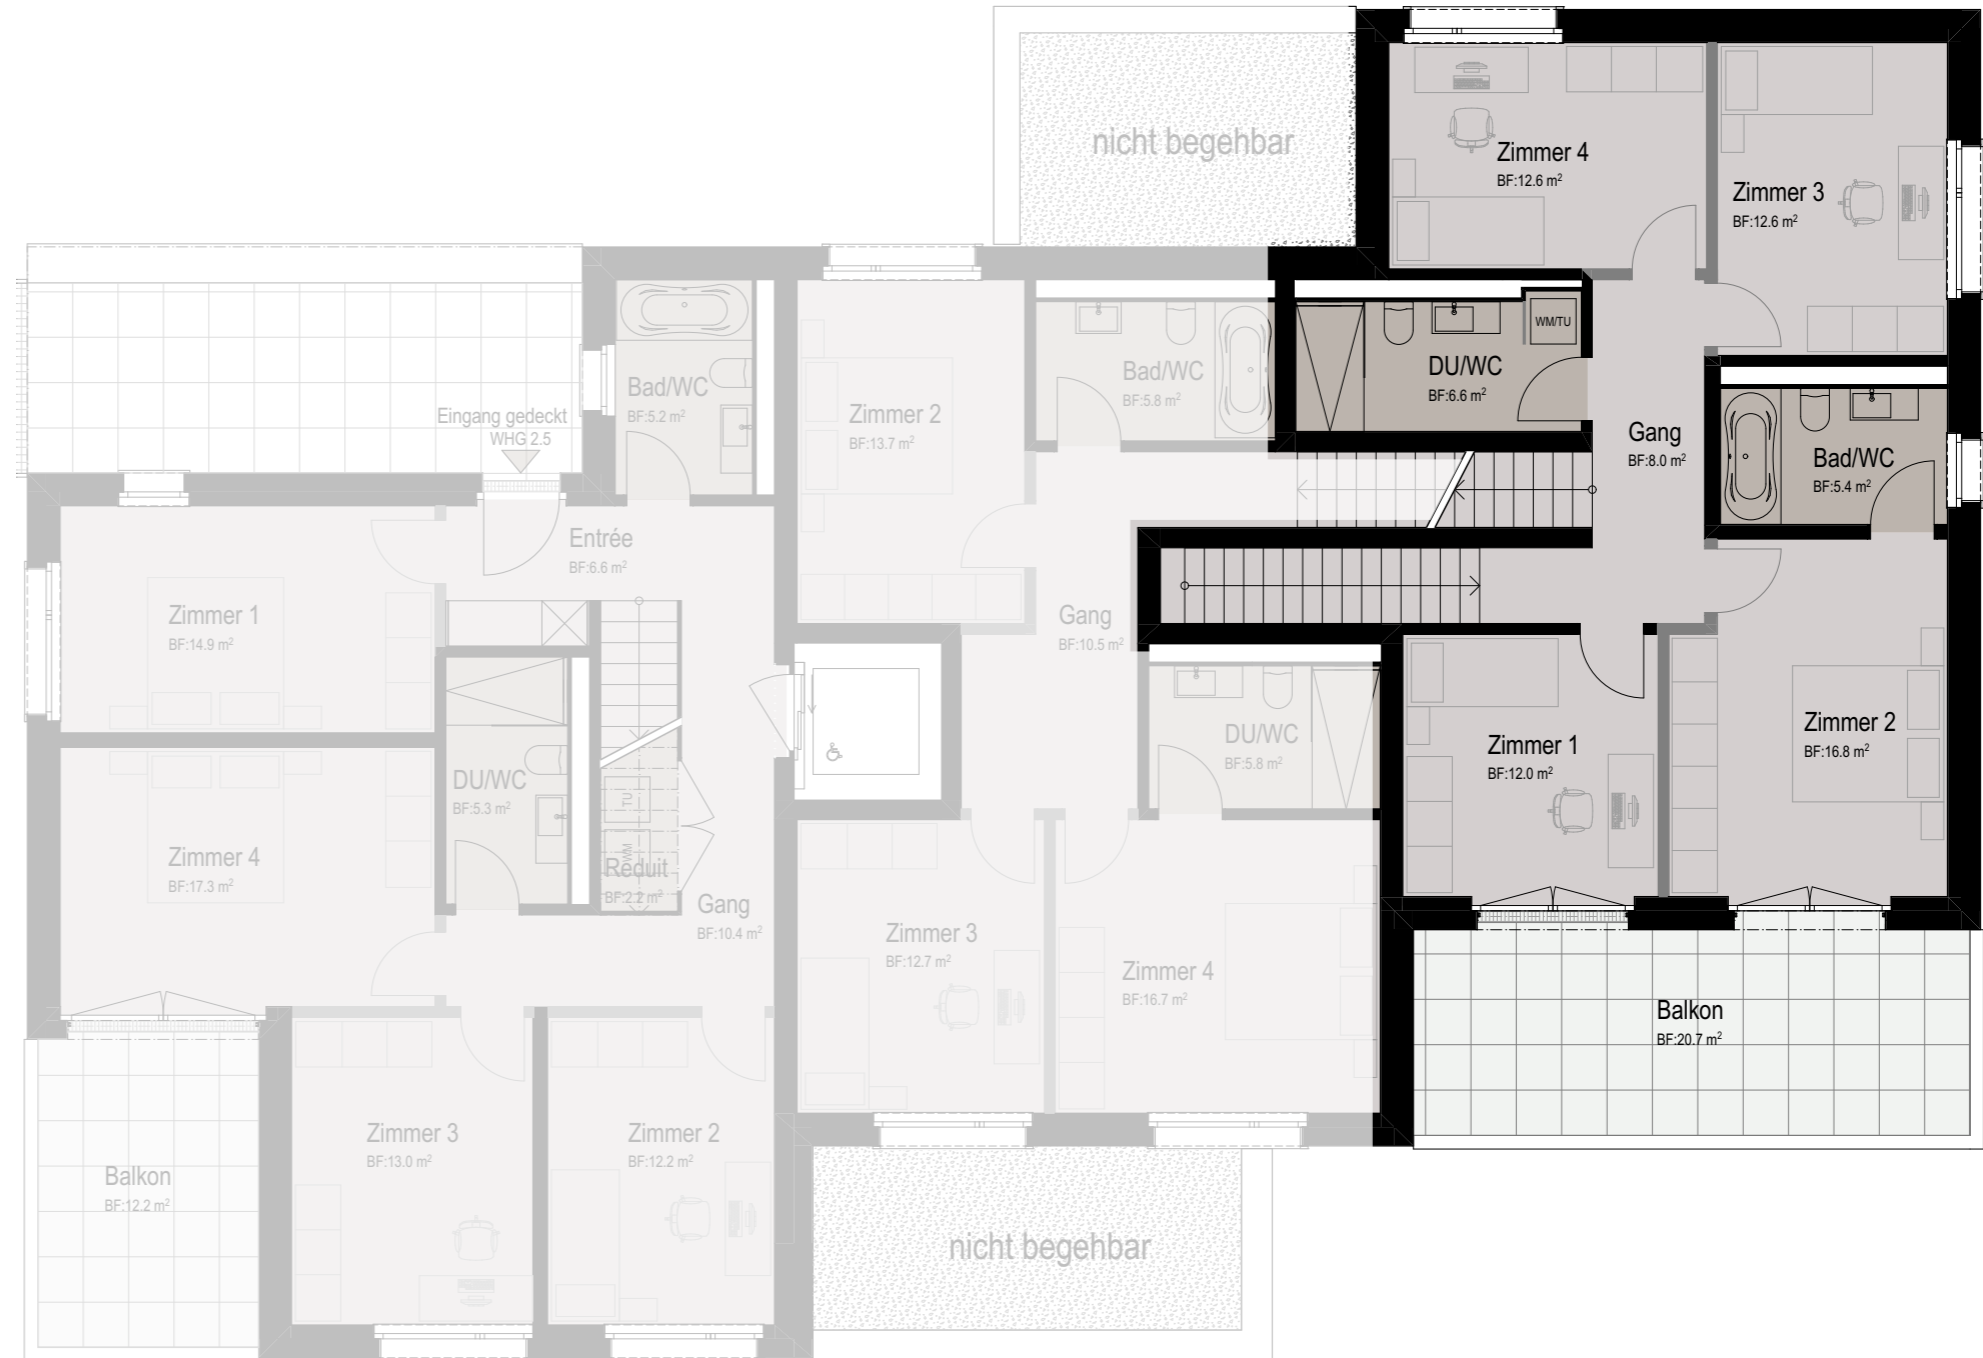 nicht begehbar
Zimmer 4
BF:12.6 m²
Zimmer 3
BF:12.6 m²
WM/TU
DU/WC
BF:6.6 m²
Gang
BF:8.0 m²
Bad/WC
BF:5.4 m²
Zimmer 1
BF:12.0 m²
Zimmer 2
BF:16.8 m²
Balkon
BF:20.7 m²
Eingang gedeckt
WHG 2.5
Bad/WC
BF:5.2 m²
Zimmer 2
BF:13.7 m²
Bad/WC
BF:5.8 m²
Entrée
BF:6.6 m²
Zimmer 1
BF:14.9 m²
Gang
BF:10.5 m²
DU/WC
BF:5.8 m²
DU/WC
BF:5.3 m²
TU
WM
Reduit
BF:2.2 m²
Zimmer 4
BF:17.3 m²
Gang
BF:10.4 m²
Zimmer 3
BF:12.7 m²
Zimmer 4
BF:16.7 m²
Zimmer 3
BF:13.0 m²
Zimmer 2
BF:12.2 m²
Balkon
BF:12.2 m²
nicht begehbar